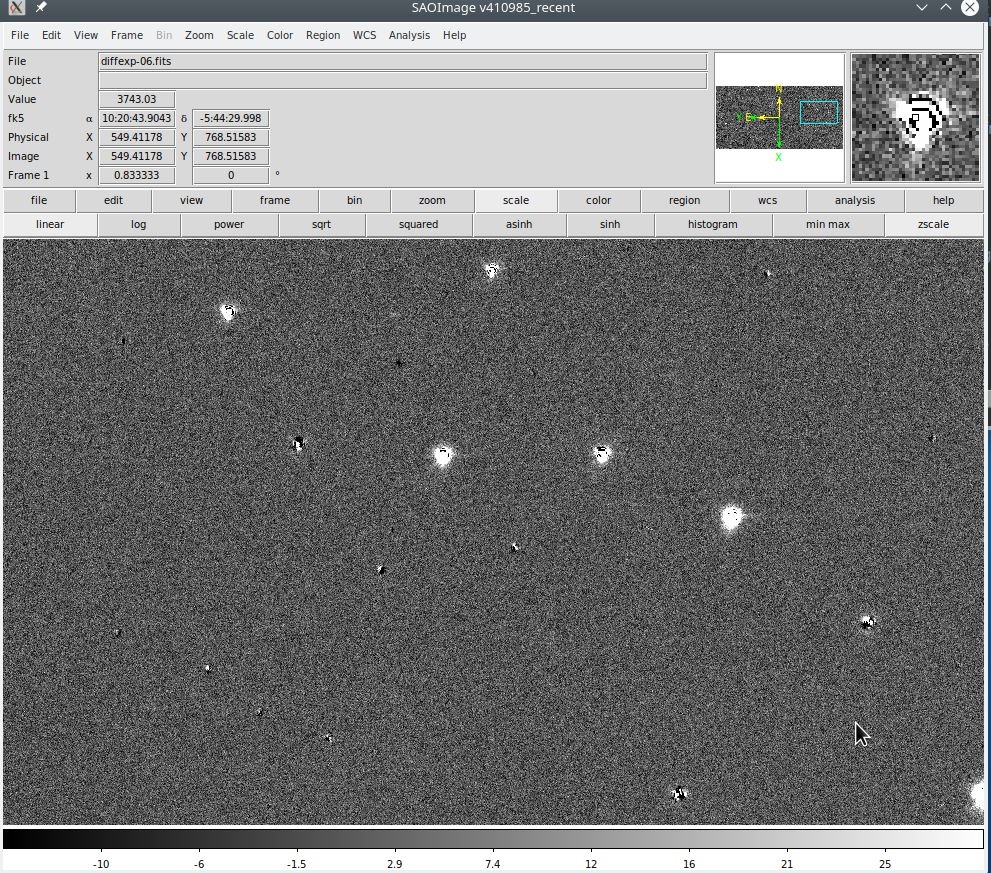 SAOImage v410985_recent
File Edit View Frame Bin Zoom Scale Color Region WCS Analysis Help
File diffexp-06.fits
Object
Value 3743.03
fk5 α 10:20:43.9043 δ -5:44:29.998
Physical X 549.41178 Y 768.51583
Image X 549.41178 Y 768.51583
Frame 1 x 0.833333 0 °
N
Y E
X
file edit view frame bin zoom scale color region wcs analysis help
linear log power sqrt squared asinh sinh histogram min max zscale
-10 -6 -1.5 2.9 7.4 12 16 21 25